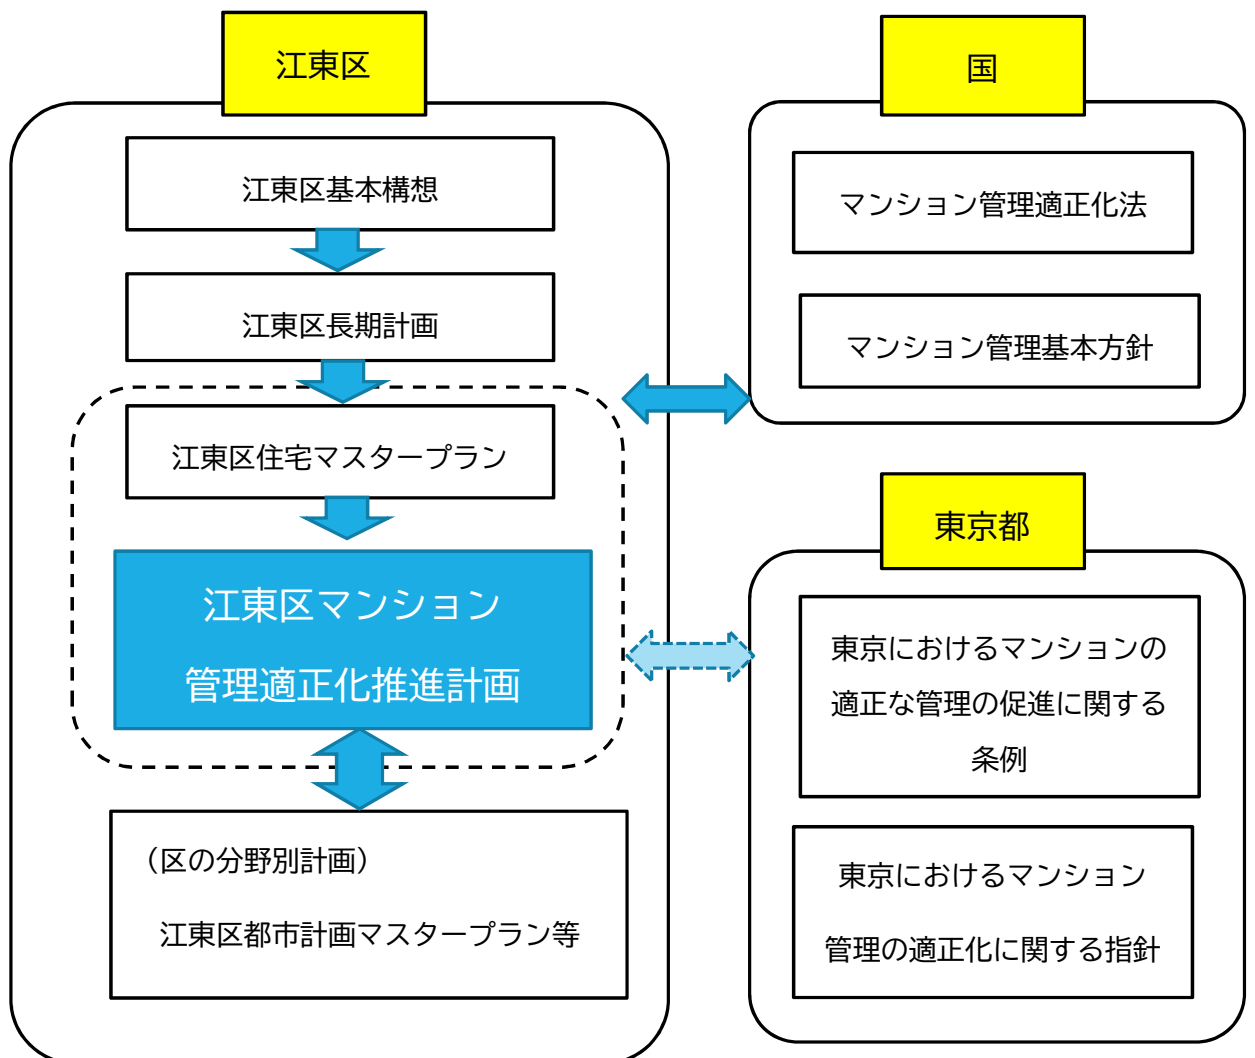 江東区
江東区基本構想
江東区長期計画
江東区住宅マスタープラン
江東区マンション
管理適正化推進計画
（区の分野別計画）
江東区都市計画マスタープラン等
国
マンション管理適正化法
マンション管理基本方針
東京都
東京におけるマンションの
適正な管理の促進に関する
条例
東京におけるマンション
管理の適正化に関する指針